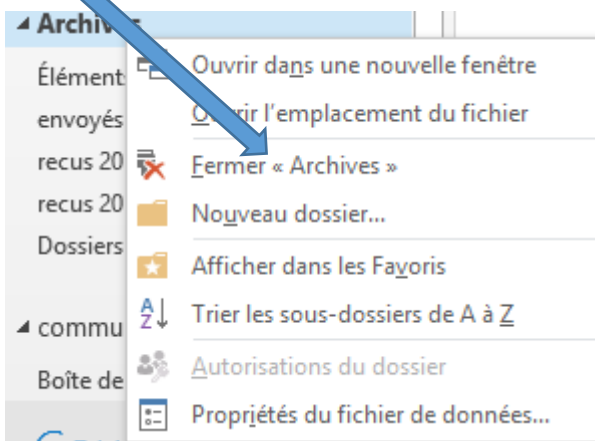 Archives
Ouvrir dans une nouvelle fenêtre
Élément
Ouvrir l'emplacement du fichier
envoyés
recus 20
Fermer « Archives »
recus 20
Nouveau dossier...
Dossiers
Afficher dans les Favoris
Trier les sous-dossiers de A à Z
commu
Autorisations du dossier
Boîte de
Propriétés du fichier de données...